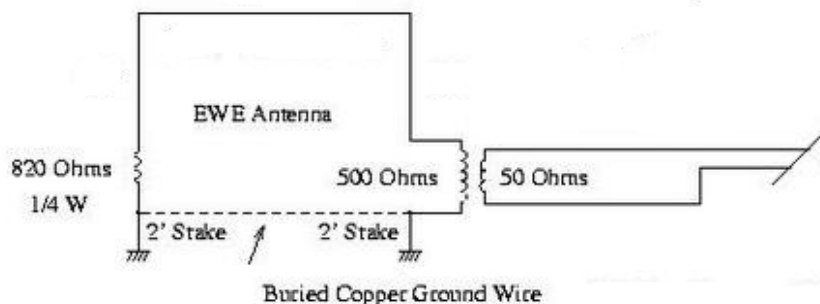 EWE Antenna
820 Ohms
1/4 W
500 Ohms
50 Ohms
2' Stake
2' Stake
Buried Copper Ground Wire